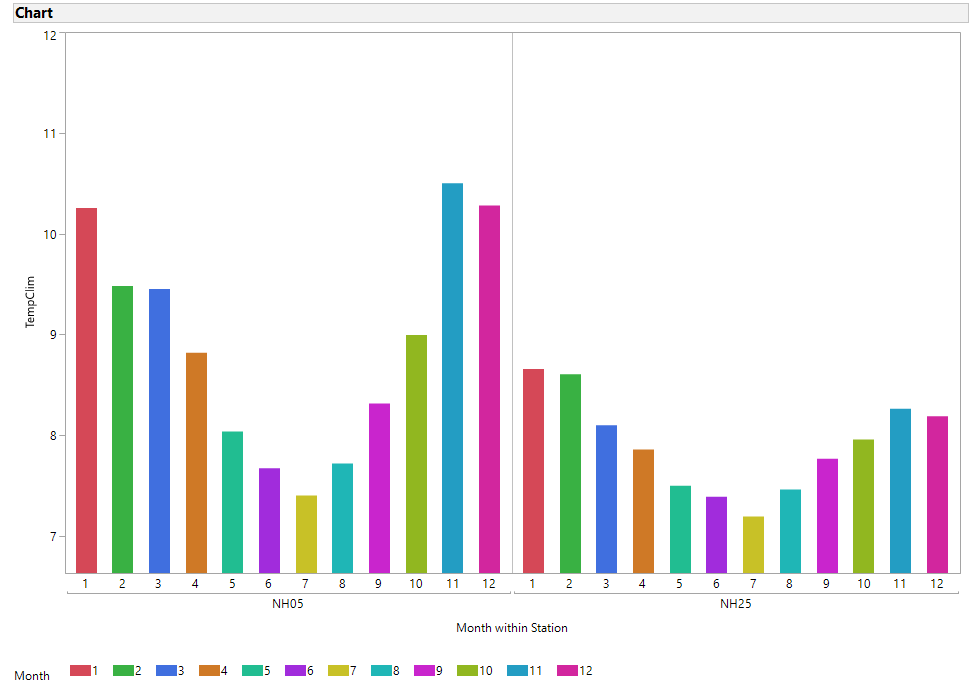 Chart
12
11
10
9
8
7
TempClim
1 2 3 4 5 6 7 8 9 10 11 12 1 2 3 4 5 6 7 8 9 10 11 12
NH05 NH25
Month within Station
Month 1 2 3 4 5 6 7 8 9 10 11 12